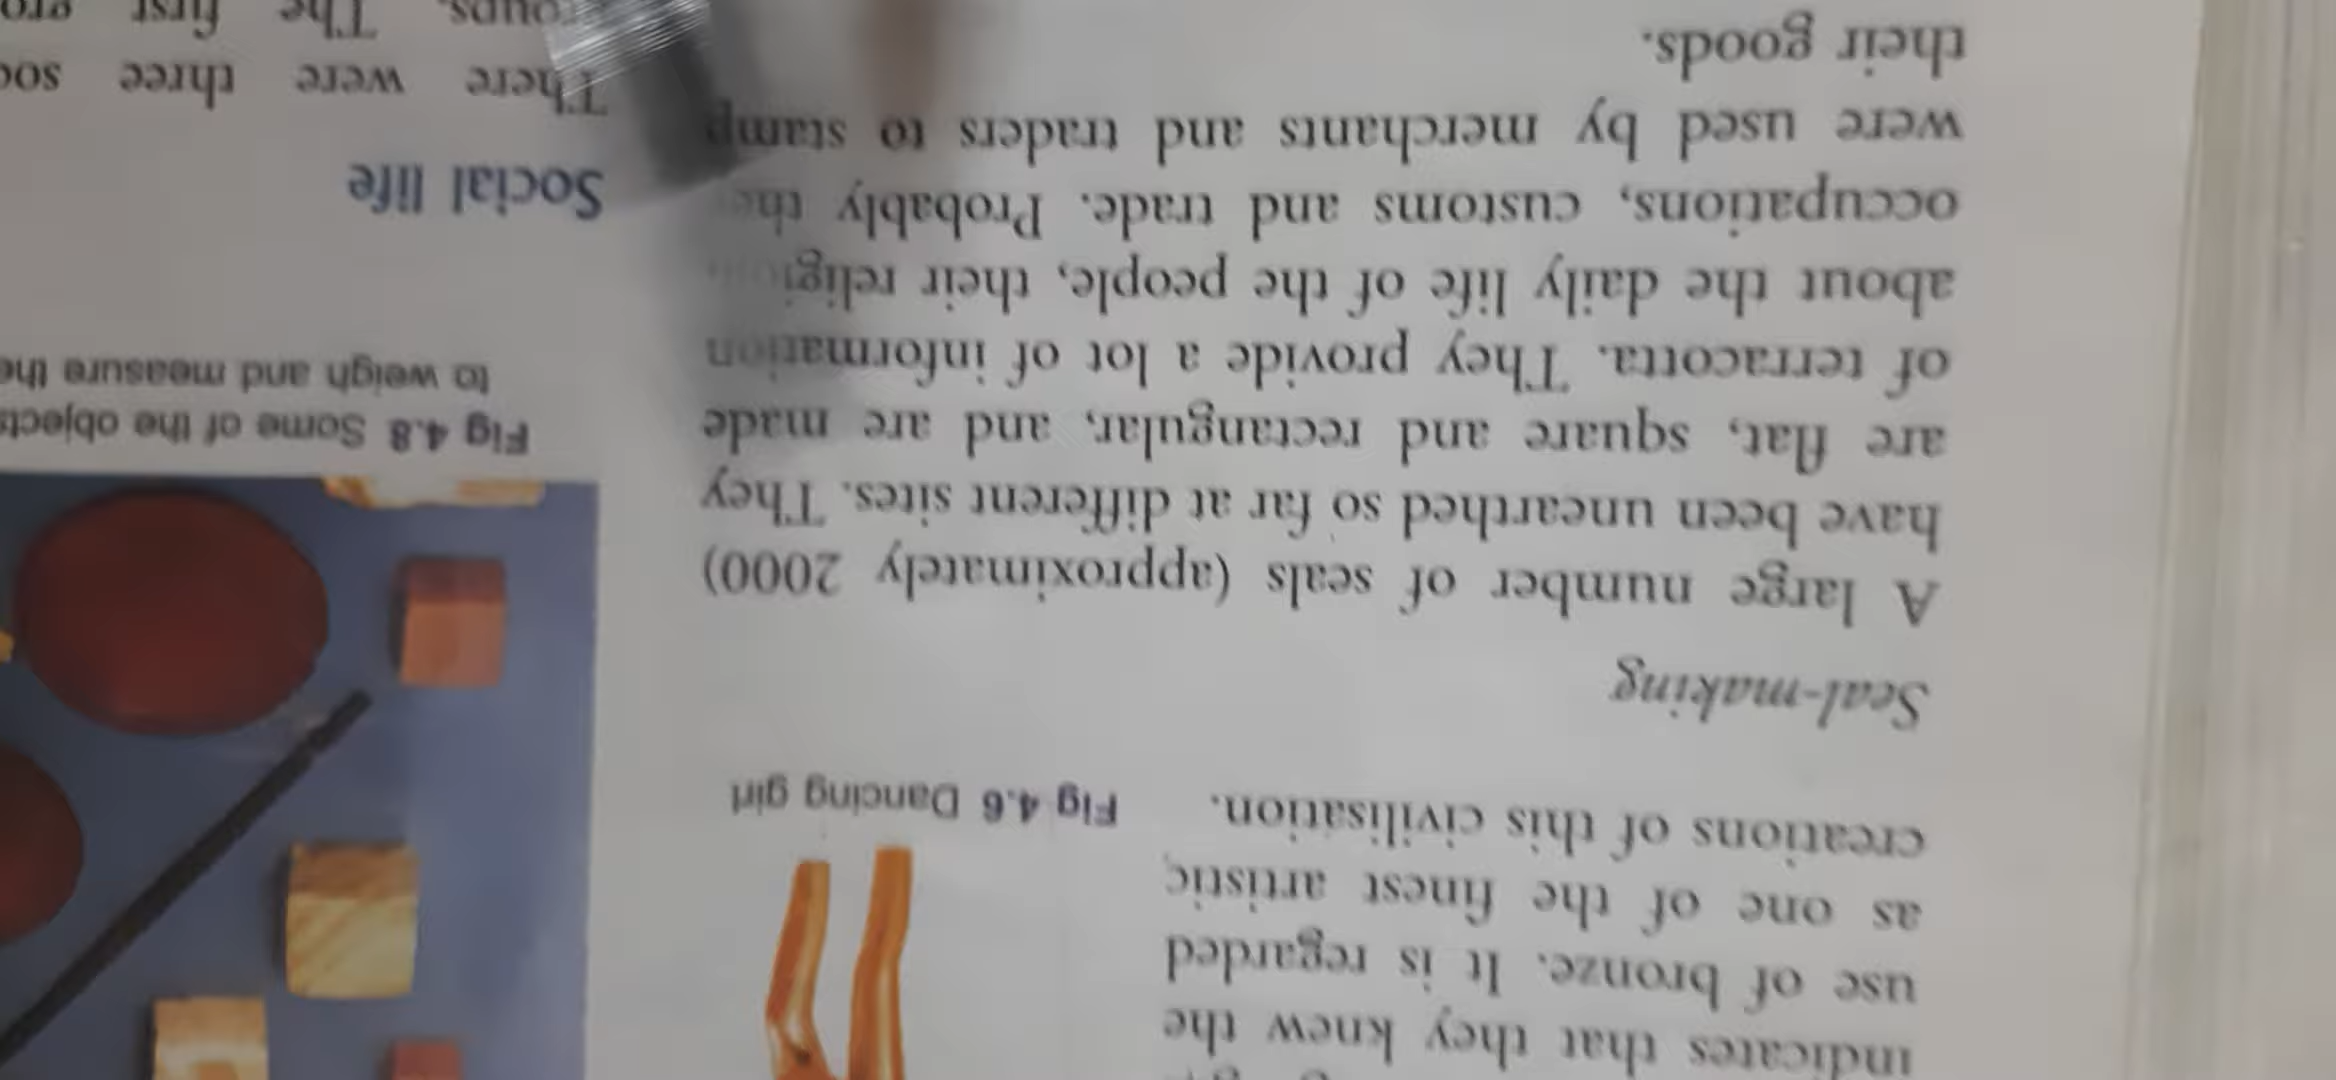 indicates that they knew the
use of bronze. It is regarded
as one of the finest artistic
creations of this civilisation.
Fig 4.6 Dancing girl
Seal-making
A large number of seals (approximately 2000)
have been unearthed so far at different sites. They
are flat, square and rectangular, and are made
of terracotta. They provide a lot of information
about the daily life of the people, their
occupations, customs and trade. Probably
were used by merchants and traders to stamp
their goods.
Fig 4.8 Some of the objects
to weigh and measure the
Social life
There were three
The first